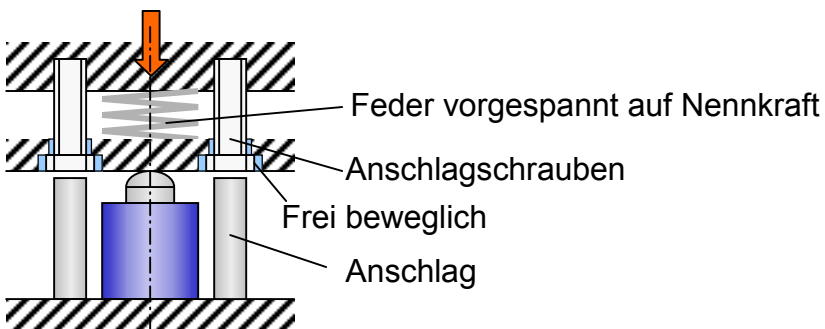 Feder vorgespannt auf Nennkraft
Anschlagschrauben
Frei beweglich
Anschlag